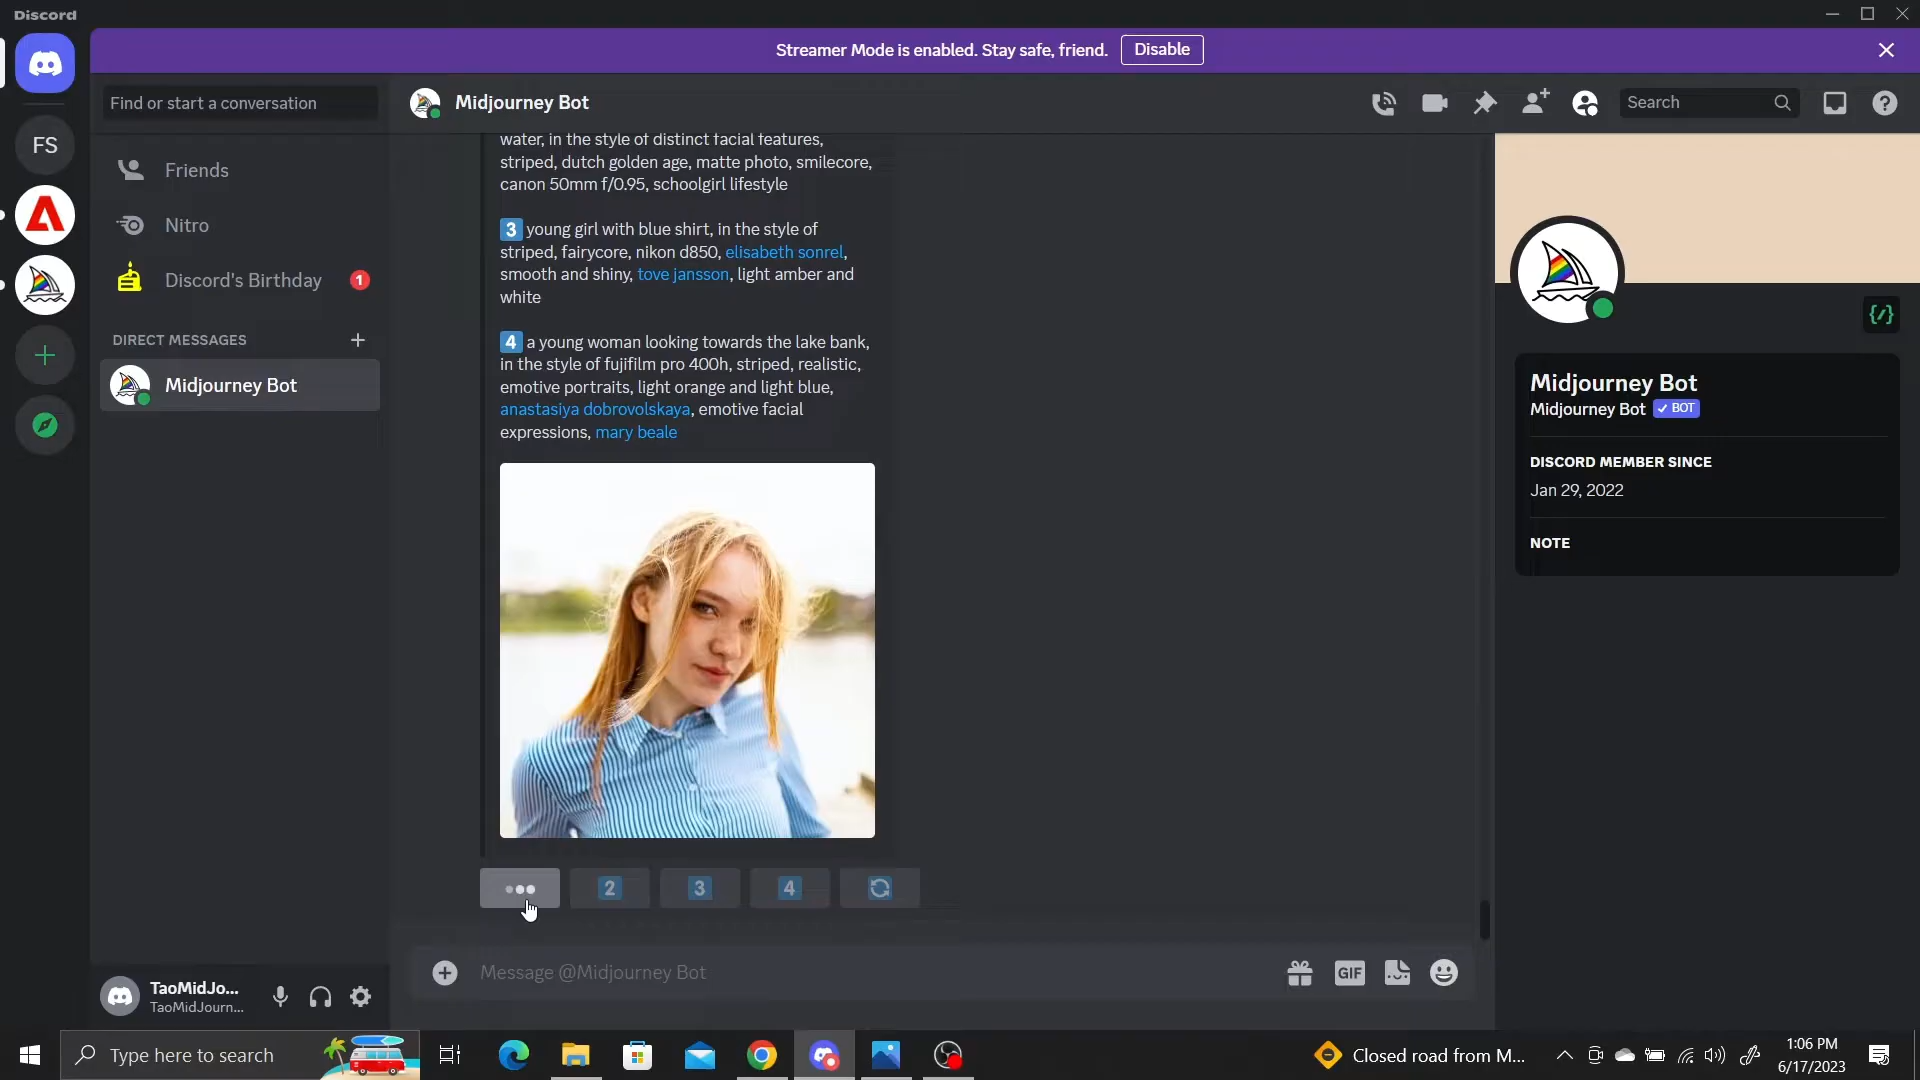 Discord
Streamer Mode is enabled. Stay safe, friend.
Disable
Find or start a conversation
Midjourney Bot
Search
FS
Friends
Nitro
Discord's Birthday
1
DIRECT MESSAGES
Midjourney Bot
water, in the style of distinct facial features,
striped, dutch golden age, matte photo, smilecore,
canon 50mm f/0.95, schoolgirl lifestyle
3 young girl with blue shirt, in the style of
striped, fairycore, nikon d850, elisabeth sonrel,
smooth and shiny, tove jansson, light amber and
white
4 a young woman looking towards the lake bank,
in the style of fujifilm pro 400h, striped, realistic,
emotive portraits, light orange and light blue,
anastasiya dobrovolskaya, emotive facial
expressions, mary beale
2
3
4
Message @Midjourney Bot
GIF
Midjourney Bot
Midjourney Bot
BOT
DISCORD MEMBER SINCE
Jan 29, 2022
NOTE
TaoMidJo...
TaoMidJourn...
Type here to search
Closed road from M...
1:06 PM
6/17/2023